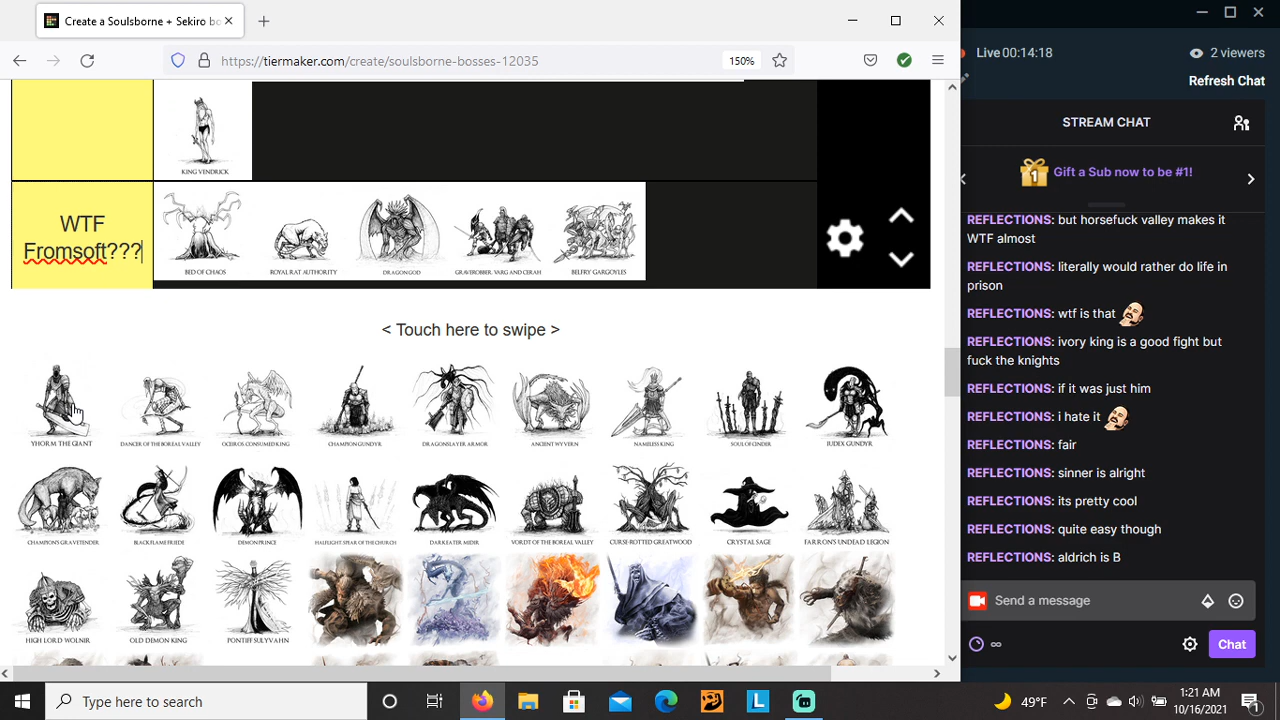 Create a Soulsborne + Sekiro bo
https://tiermaker.com/create/soulsborne-bosses-12035
150%
KING VENDRICK
WTF
Fromsoft???
BED OF CHAOS
ROYAL RAT AUTHORITY
DRAGON GOD
GRAVEROBBER, VARG AND CERAH
BELFRY GARGOYLES
< Touch here to swipe >
YHORM THE GIANT
DANCER OF THE BOREAL VALLEY
OCEIROS CONSUMED KING
CHAMPION GUNDYR
DRAGONSLAYER ARMOR
ANCIENT WYVERN
NAMELESS KING
SOUL OF CINDER
IUDEX GUNDYR
CHAMPION'S GRAVETENDER
BLACKFLAME FRIEDE
DEMON PRINCE
HALFLIGHT, SPEAR OF THE CHURCH
DARKEATER MIDIR
VORDT OF THE BOREAL VALLEY
CURSE-ROTTED GREATWOOD
CRYSTAL SAGE
FARRON'S UNDEAD LEGION
HIGH LORD WOLNIR
OLD DEMON KING
PONTIFF SULYVAHN
Live 00:14:18
2 viewers
Refresh Chat
STREAM CHAT
1
Gift a Sub now to be #1!
REFLECTIONS: but horsefuck valley makes it
WTF almost
REFLECTIONS: literally would rather do life in
prison
REFLECTIONS: wtf is that
REFLECTIONS: ivory king is a good fight but
fuck the knights
REFLECTIONS: if it was just him
REFLECTIONS: i hate it
REFLECTIONS: fair
REFLECTIONS: sinner is alright
REFLECTIONS: its pretty cool
REFLECTIONS: quite easy though
REFLECTIONS: aldrich is B
Send a message
∞
Chat
Type here to search
L
49°F
1:21 AM
10/16/2021
1